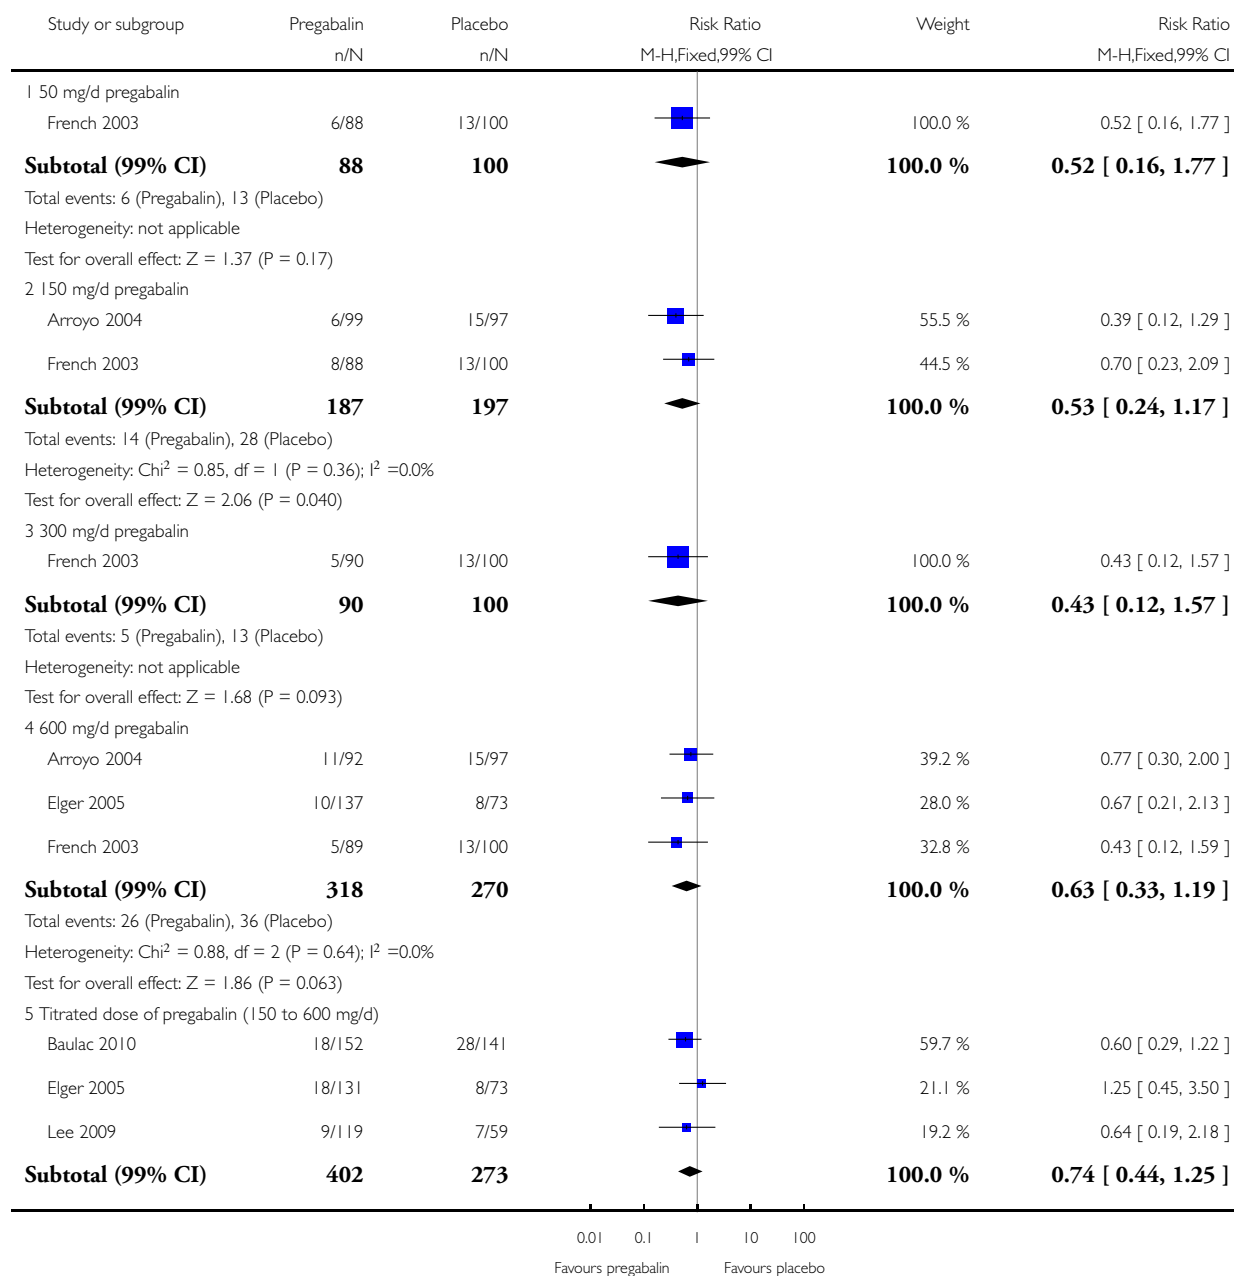 Study or subgroup Pregabalin Placebo Risk Ratio Weight Risk Ratio
n/N n/N M-H,Fixed,99% CI M-H,Fixed,99% CI
1 50 mg/d pregabalin
French 2003 6/88 13/100 100.0 % 0.52 [ 0.16, 1.77 ]
Subtotal (99% CI) 88 100 100.0 % 0.52 [ 0.16, 1.77 ]
Total events: 6 (Pregabalin), 13 (Placebo)
Heterogeneity: not applicable
Test for overall effect: Z = 1.37 (P = 0.17)
2 150 mg/d pregabalin
Arroyo 2004 6/99 15/97 55.5 % 0.39 [ 0.12, 1.29 ]
French 2003 8/88 13/100 44.5 % 0.70 [ 0.23, 2.09 ]
Subtotal (99% CI) 187 197 100.0 % 0.53 [ 0.24, 1.17 ]
Total events: 14 (Pregabalin), 28 (Placebo)
Heterogeneity: Chi² = 0.85, df = 1 (P = 0.36); I² =0.0%
Test for overall effect: Z = 2.06 (P = 0.040)
3 300 mg/d pregabalin
French 2003 5/90 13/100 100.0 % 0.43 [ 0.12, 1.57 ]
Subtotal (99% CI) 90 100 100.0 % 0.43 [ 0.12, 1.57 ]
Total events: 5 (Pregabalin), 13 (Placebo)
Heterogeneity: not applicable
Test for overall effect: Z = 1.68 (P = 0.093)
4 600 mg/d pregabalin
Arroyo 2004 11/92 15/97 39.2 % 0.77 [ 0.30, 2.00 ]
Elger 2005 10/137 8/73 28.0 % 0.67 [ 0.21, 2.13 ]
French 2003 5/89 13/100 32.8 % 0.43 [ 0.12, 1.59 ]
Subtotal (99% CI) 318 270 100.0 % 0.63 [ 0.33, 1.19 ]
Total events: 26 (Pregabalin), 36 (Placebo)
Heterogeneity: Chi² = 0.88, df = 2 (P = 0.64); I² =0.0%
Test for overall effect: Z = 1.86 (P = 0.063)
5 Titrated dose of pregabalin (150 to 600 mg/d)
Baulac 2010 18/152 28/141 59.7 % 0.60 [ 0.29, 1.22 ]
Elger 2005 18/131 8/73 21.1 % 1.25 [ 0.45, 3.50 ]
Lee 2009 9/119 7/59 19.2 % 0.64 [ 0.19, 2.18 ]
Subtotal (99% CI) 402 273 100.0 % 0.74 [ 0.44, 1.25 ]
0.01 0.1 1 10 100
Favours pregabalin Favours placebo